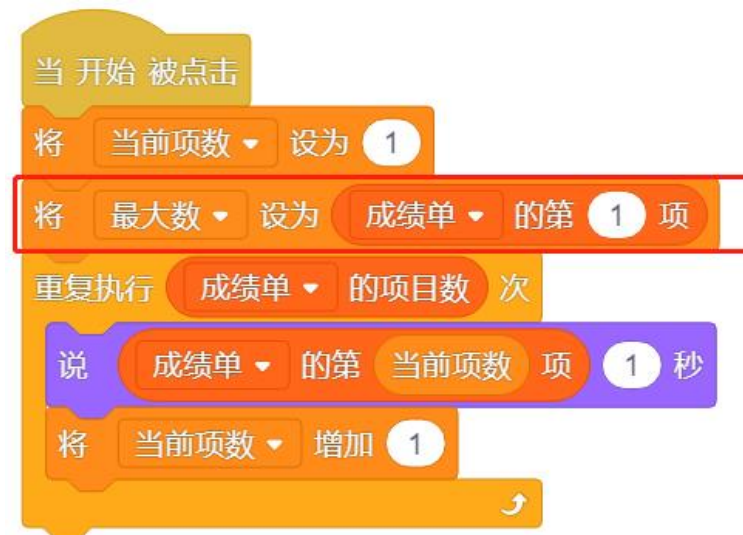 当 开始 被点击
将 当前项数 设为 1
将 最大数 设为 成绩单 的第 1 项
重复执行 成绩单 的项目数 次
说 成绩单 的第 当前项数 项 1 秒
将 当前项数 增加 1